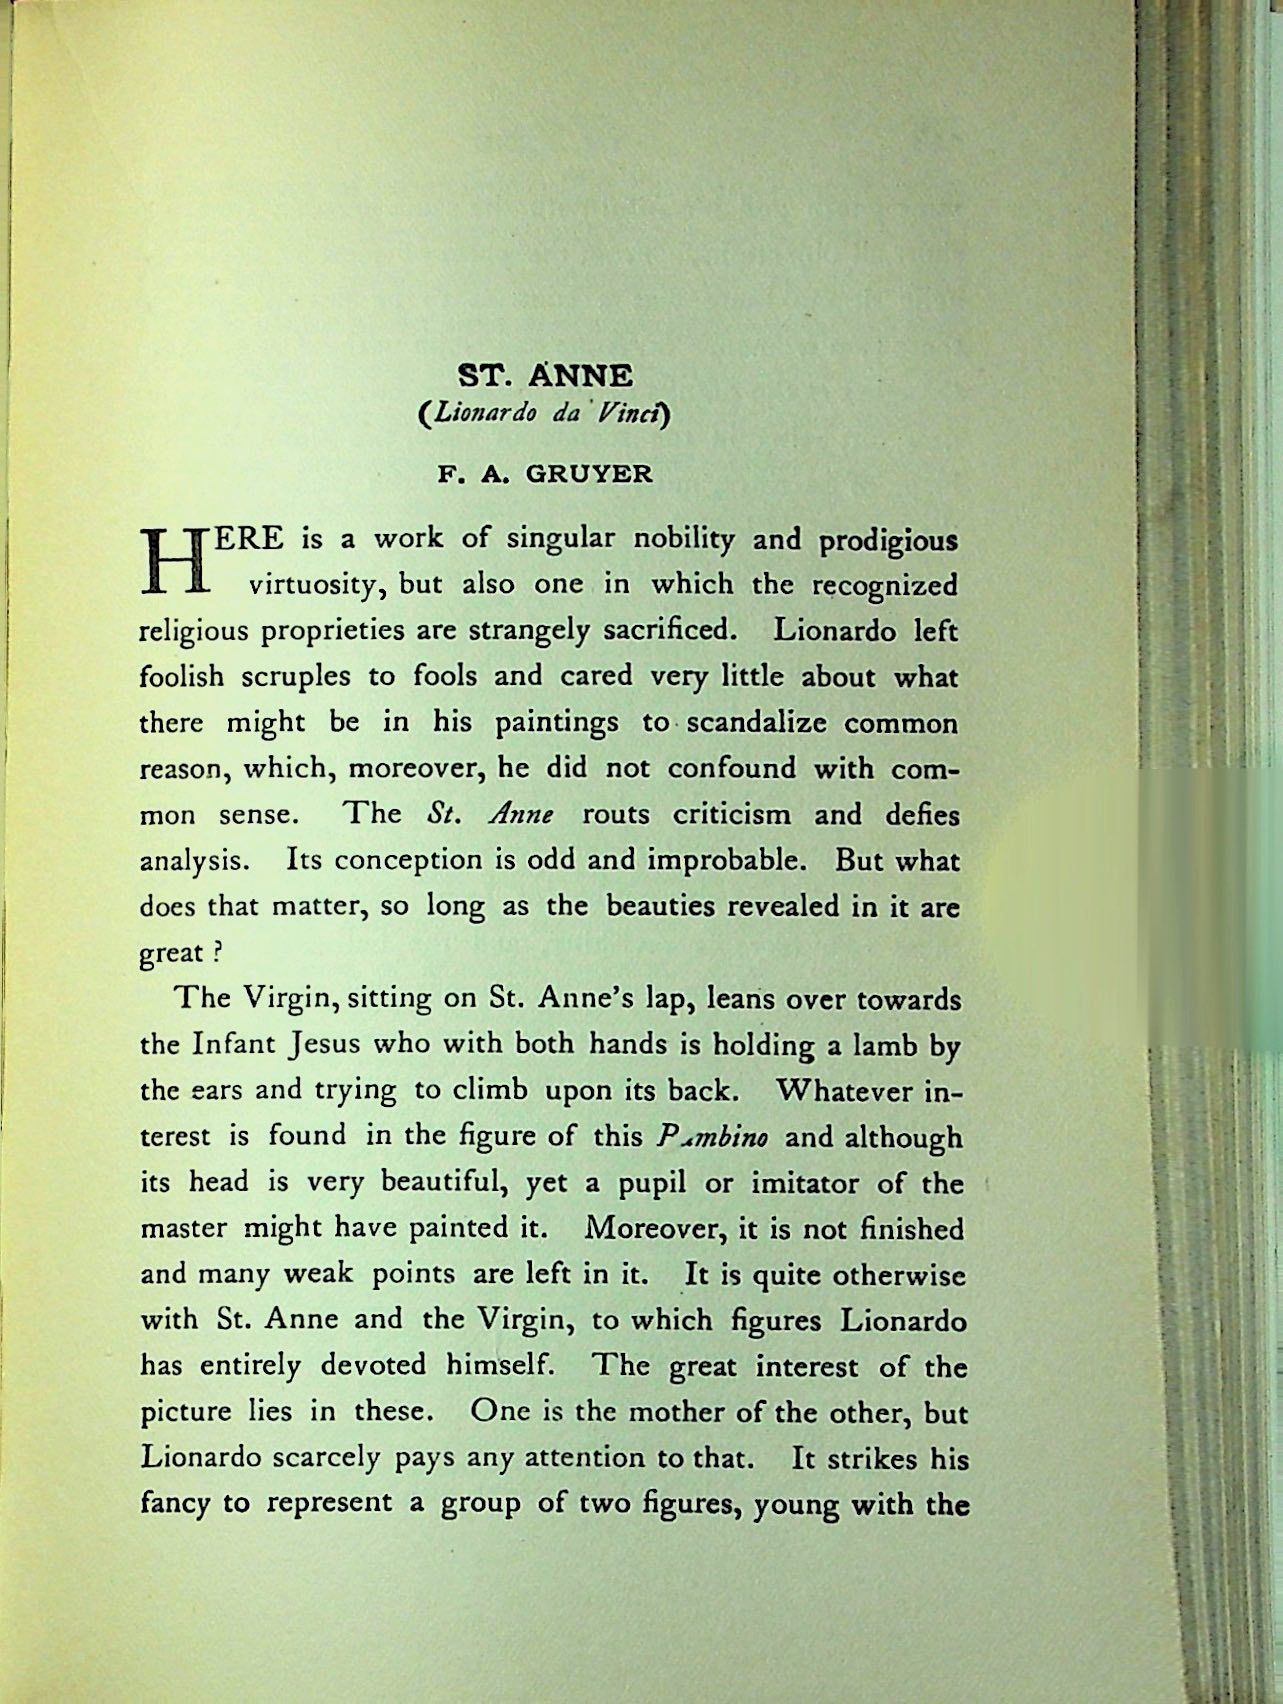 ST. ANNE
(Lionardo da Vinci)
F. A. GRUYER
HERE is a work of singular nobility and prodigious
virtuosity, but also one in which the recognized
religious proprieties are strangely sacrificed. Lionardo left
foolish scruples to fools and cared very little about what
there might be in his paintings to scandalize common
reason, which, moreover, he did not confound with com-
mon sense. The St. Anne routs criticism and defies
analysis. Its conception is odd and improbable. But what
does that matter, so long as the beauties revealed in it are
great ?
The Virgin, sitting on St. Anne's lap, leans over towards
the Infant Jesus who with both hands is holding a lamb by
the ears and trying to climb upon its back. Whatever in-
terest is found in the figure of this and although
its head is very beautiful, yet a pupil or imitator of the
master might have painted it. Moreover, it is not finished
and many weak points are left in it. It is quite otherwise
with St. Anne and the Virgin, to which figures Lionardo
has entirely devoted himself. The great interest of the
picture lies in these. One is the mother of the other, but
Lionardo scarcely pays any attention to that. It strikes his
fancy to represent a group of two figures, young with the